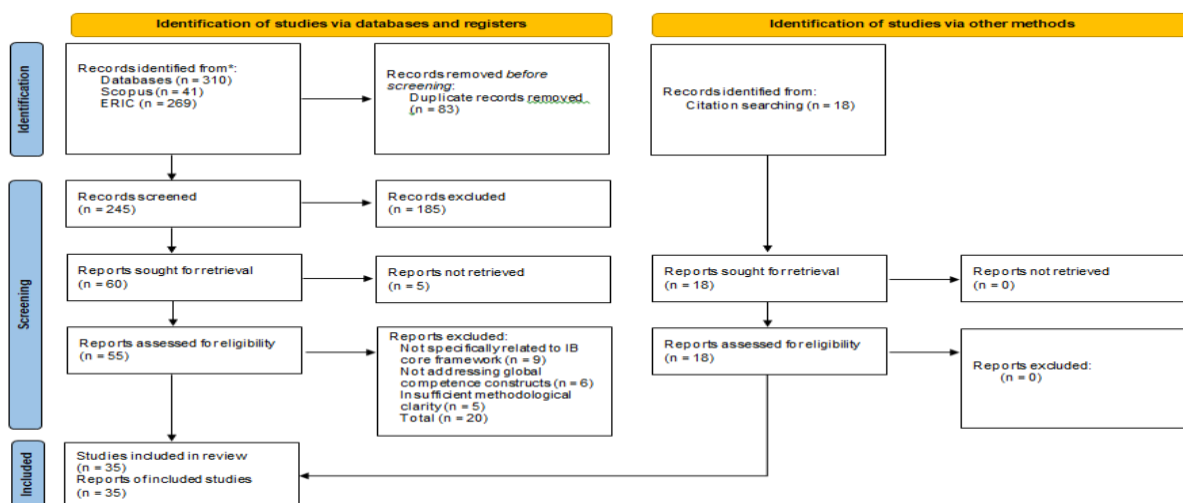 Identification of studies via databases and registers
Identification of studies via other methods
Identification
Records identified from*:
Databases (n = 310)
Scopus (n = 41)
ERIC (n = 269)
Records removed before
screening:
Duplicate records removed
(n = 83)
Records identified from:
Citation searching (n = 18)
Screening
Records screened
(n = 245)
Records excluded
(n = 185)
Reports sought for retrieval
(n = 60)
Reports not retrieved
(n = 5)
Reports sought for retrieval
(n = 18)
Reports not retrieved
(n = 0)
Reports assessed for eligibility
(n = 55)
Reports excluded:
Not specifically related to IB
core framework (n = 9)
Not addressing global
competence constructs (n = 6)
Insufficient methodological
clarity (n = 5)
Total (n = 20)
Reports assessed for eligibility
(n = 18)
Reports excluded:
(n = 0)
Included
Studies included in review
(n = 35)
Reports of included studies
(n = 35)